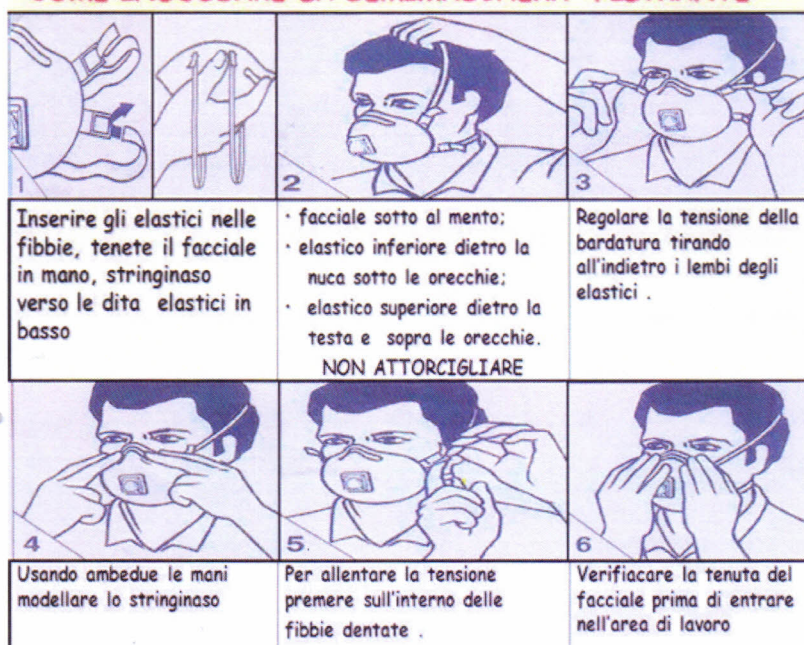 1
2
3
Inserire gli elastici nelle
fibbie, tenete il facciale
in mano, stringinaso
verso le dita elastici in
basso
· facciale sotto al mento;
· elastico inferiore dietro la
nuca sotto le orecchie;
· elastico superiore dietro la
testa e sopra le orecchie.
NON ATTORCIGLIARE
Regolare la tensione della
bardatura tirando
all'indietro i lembi degli
elastici .
4
5.
6
Usando ambedue le mani
modellare lo stringinaso
Per allentare la tensione
premere sull'interno delle
fibbie dentate .
Verifiacare la tenuta del
facciale prima di entrare
nell'area di lavoro